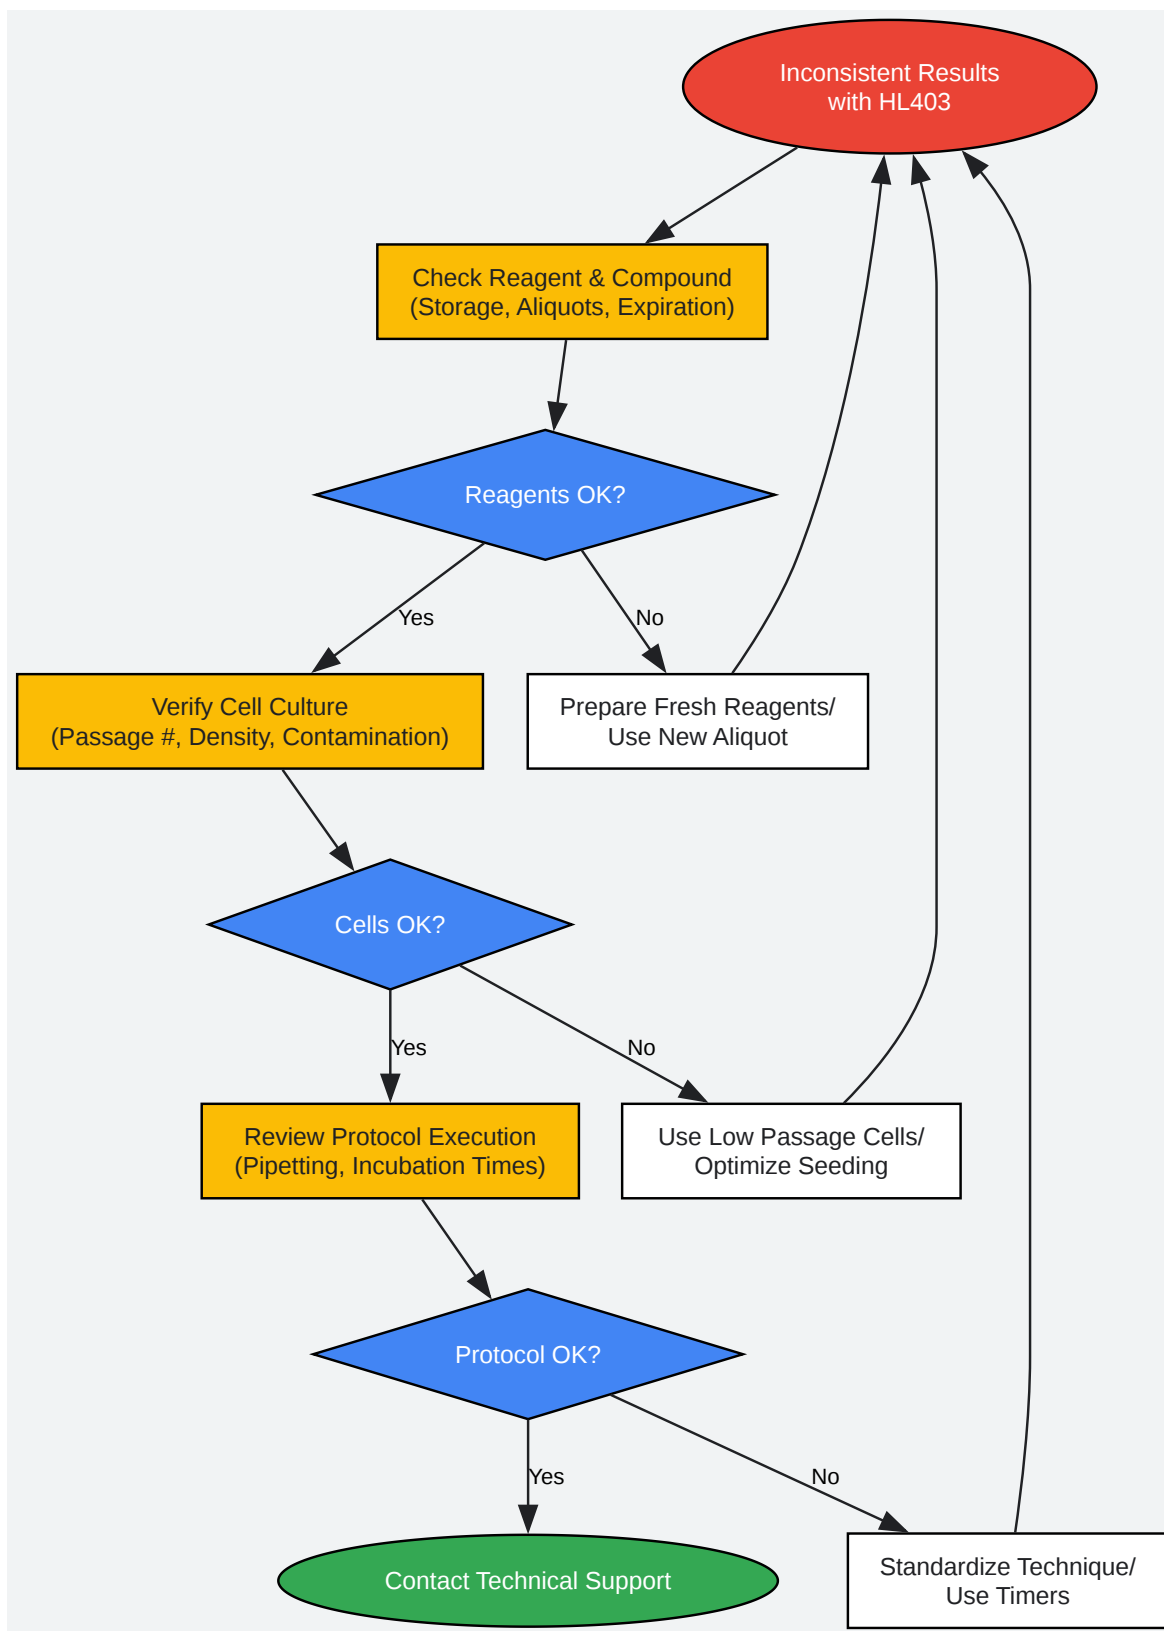 Inconsistent Results
with HL403
Check Reagent & Compound
(Storage, Aliquots, Expiration)
Reagents OK?
Yes
No
Verify Cell Culture
(Passage #, Density, Contamination)
Prepare Fresh Reagents/
Use New Aliquot
Cells OK?
Yes
No
Review Protocol Execution
(Pipetting, Incubation Times)
Use Low Passage Cells/
Optimize Seeding
Protocol OK?
Yes
No
Contact Technical Support
Standardize Technique/
Use Timers